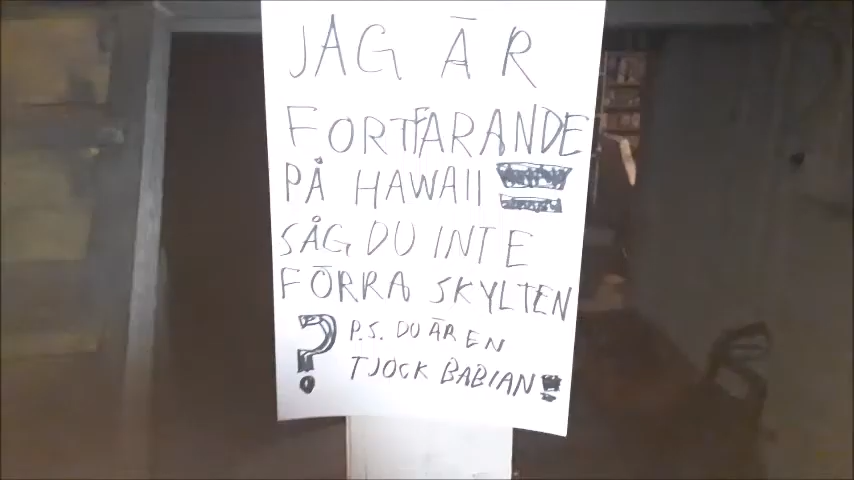 JAG ÄR
FORTFARANDE
PÅ HAWAII!
SÅG DU INTE
FÖRRA SKYLTEN
? P.S. DU ÄR EN
TJOCK BABIAN!